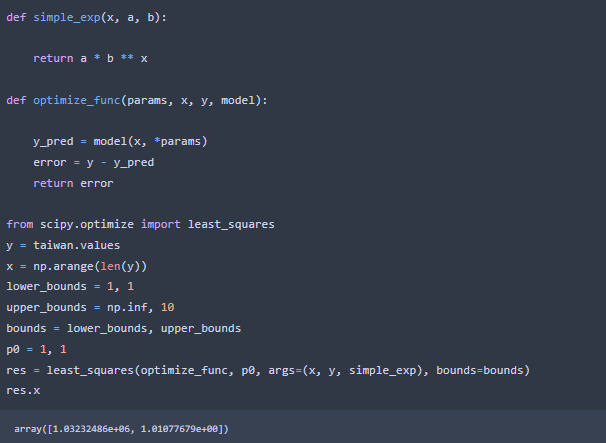 def simple_exp(x, a, b):
return a * b ** x
def optimize_func(params, x, y, model):
y_pred = model(x, *params)
error = y - y_pred
return error
from scipy.optimize import least_squares
y = taiwan.values
x = np.arange(len(y))
lower_bounds = 1, 1
upper_bounds = np.inf, 10
bounds = lower_bounds, upper_bounds
p0 = 1, 1
res = least_squares(optimize_func, p0, args=(x, y, simple_exp), bounds=bounds)
res.x
array([1.03232486e+06, 1.01077679e+00])